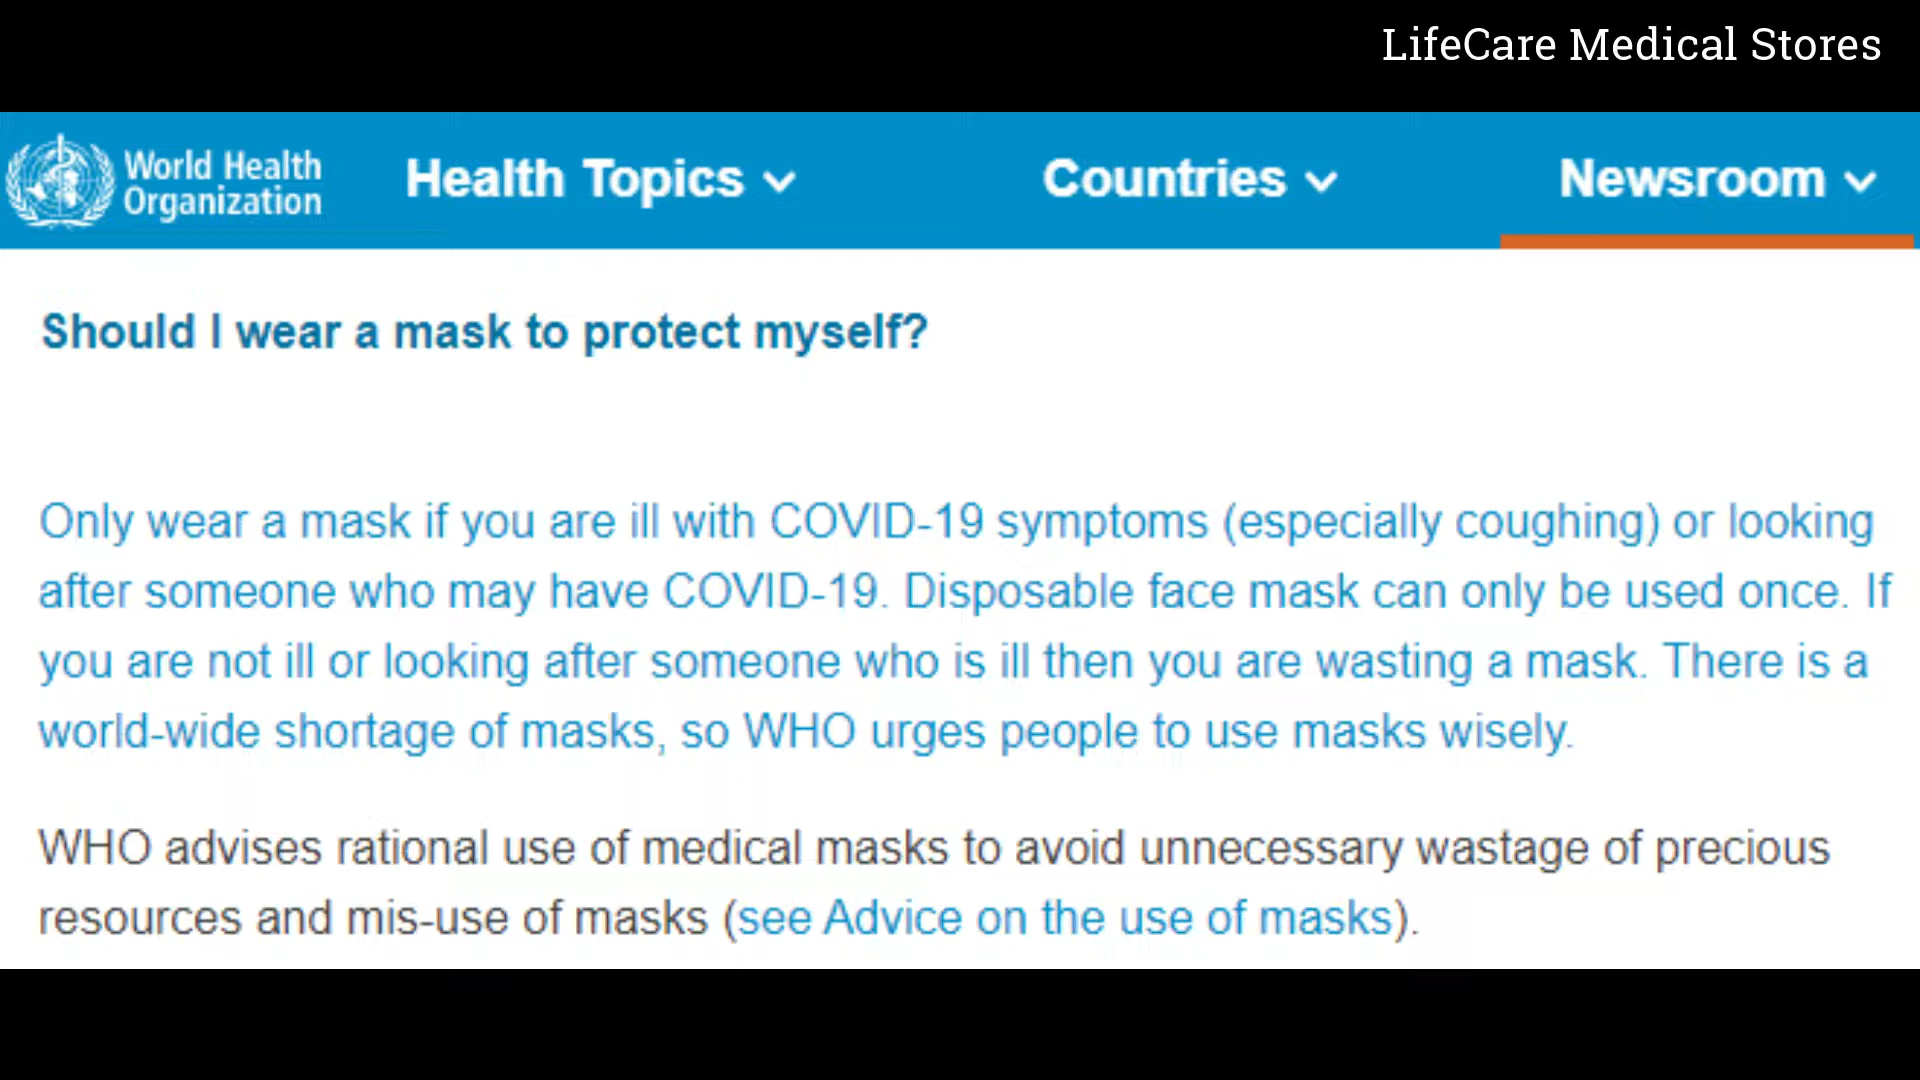 LifeCare Medical Stores
World Health
Organization
Health Topics
Countries
Newsroom
Should I wear a mask to protect myself?
Only wear a mask if you are ill with COVID-19 symptoms (especially coughing) or looking
after someone who may have COVID-19. Disposable face mask can only be used once. If
you are not ill or looking after someone who is ill then you are wasting a mask. There is a
world-wide shortage of masks, so WHO urges people to use masks wisely.
WHO advises rational use of medical masks to avoid unnecessary wastage of precious
resources and mis-use of masks (see Advice on the use of masks).